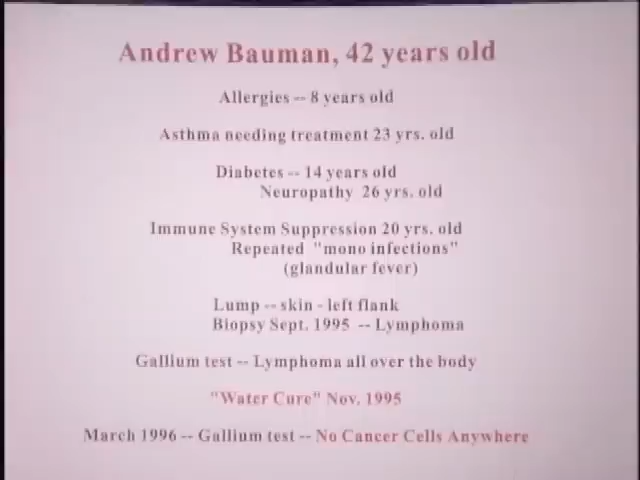 Andrew Bauman, 42 years old
Allergies -- 8 years old
Asthma needing treatment 23 yrs. old
Diabetes -- 14 years old
Neuropathy 26 yrs. old
Immune System Suppression 20 yrs. old
Repeated "mono infections"
(glandular fever)
Lump -- skin - left flank
Biopsy Sept. 1995 -- Lymphoma
Gallium test -- Lymphoma all over the body
"Water Cure" Nov. 1995
March 1996 -- Gallium test -- No Cancer Cells Anywhere